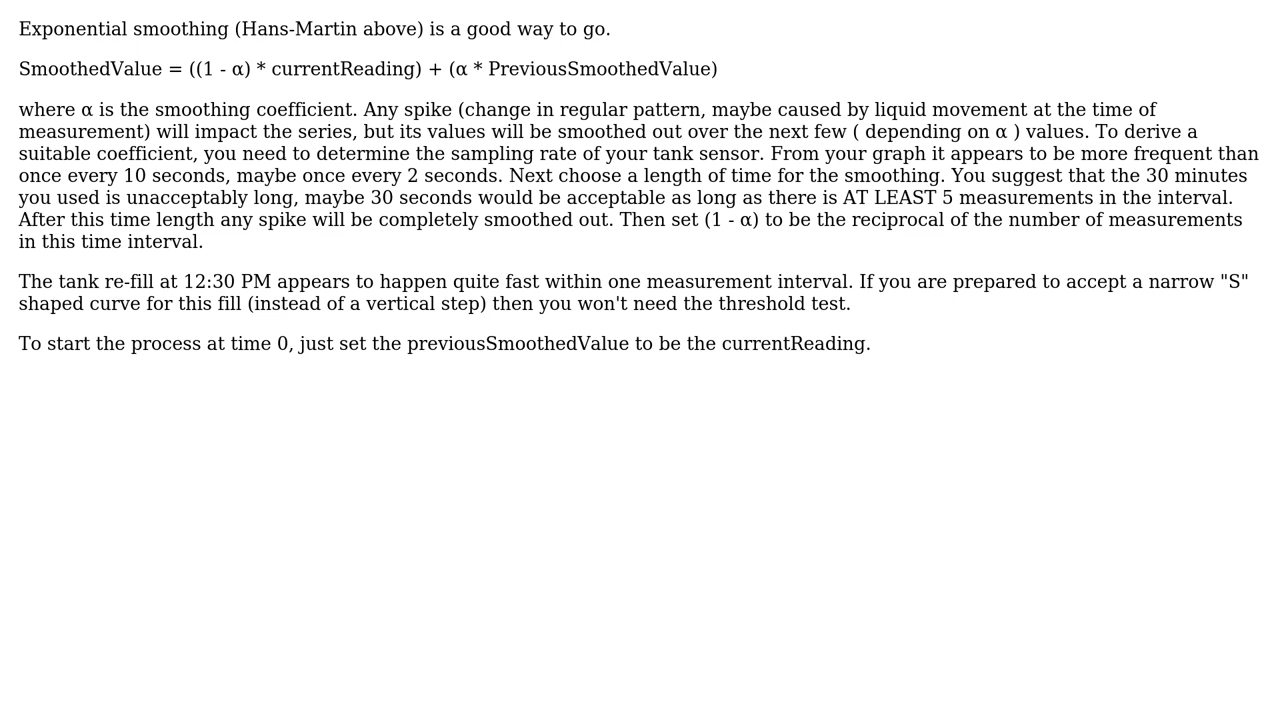 Exponential smoothing (Hans-Martin above) is a good way to go.
SmoothedValue = ((1 - α) * currentReading) + (α * PreviousSmoothedValue)
where α is the smoothing coefficient. Any spike (change in regular pattern, maybe caused by liquid movement at the time of
measurement) will impact the series, but its values will be smoothed out over the next few ( depending on α ) values. To derive a
suitable coefficient, you need to determine the sampling rate of your tank sensor. From your graph it appears to be more frequent than
once every 10 seconds, maybe once every 2 seconds. Next choose a length of time for the smoothing. You suggest that the 30 minutes
you used is unacceptably long, maybe 30 seconds would be acceptable as long as there is AT LEAST 5 measurements in the interval.
After this time length any spike will be completely smoothed out. Then set (1 - α) to be the reciprocal of the number of measurements
in this time interval.
The tank re-fill at 12:30 PM appears to happen quite fast within one measurement interval. If you are prepared to accept a narrow "S"
shaped curve for this fill (instead of a vertical step) then you won't need the threshold test.
To start the process at time 0, just set the previousSmoothedValue to be the currentReading.